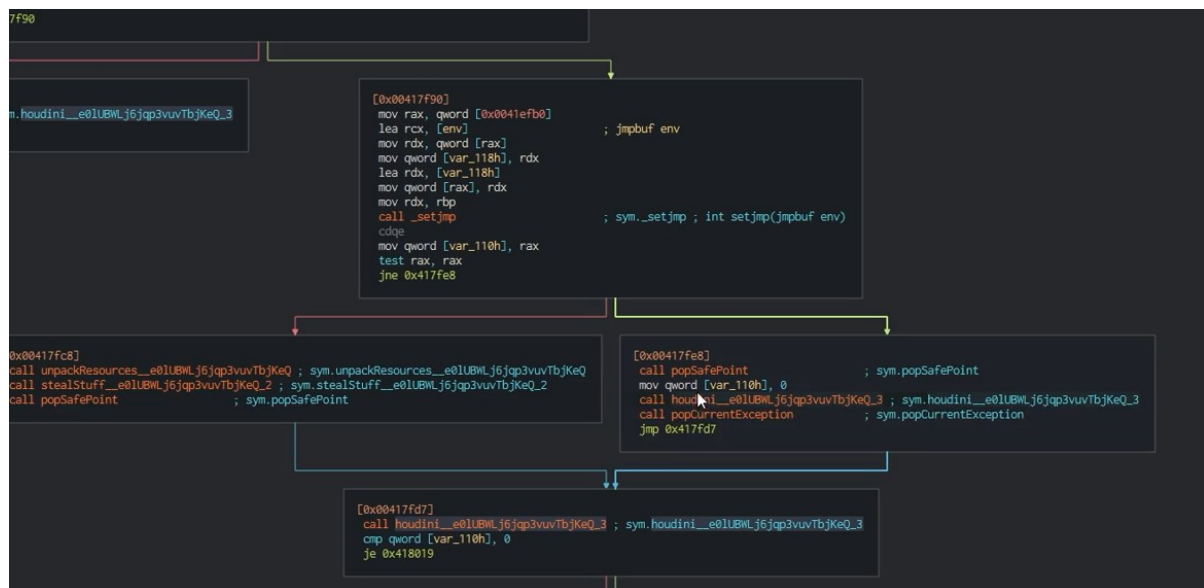 7f90
m.houdini__e0lUBWLj6jqp3vuvTbjKeQ_3
[0x00417f90]
mov rax, qword [0x0041efb0]
lea rcx, [env] ; jmpbuf env
mov rdx, qword [rax]
mov qword [var_118h], rdx
lea rdx, [var_118h]
mov qword [rax], rdx
mov rdx, rbp
call _setjmp ; sym._setjmp ; int setjmp(jmpbuf env)
cdqe
mov qword [var_110h], rax
test rax, rax
jne 0x417fe8
0x00417fc8]
call unpackResources__e0lUBWLj6jqp3vuvTbjKeQ ; sym.unpackResources__e0lUBWLj6jqp3vuvTbjKeQ
call stealStuff__e0lUBWLj6jqp3vuvTbjKeQ_2 ; sym.stealStuff__e0lUBWLj6jqp3vuvTbjKeQ_2
call popSafePoint ; sym.popSafePoint
[0x00417fe8]
call popSafePoint ; sym.popSafePoint
mov qword [var_110h], 0
call houdini__e0lUBWLj6jqp3vuvTbjKeQ_3 ; sym.houdini__e0lUBWLj6jqp3vuvTbjKeQ_3
call popCurrentException ; sym.popCurrentException
jmp 0x417fd7
[0x00417fd7]
call houdini__e0lUBWLj6jqp3vuvTbjKeQ_3 ; sym.houdini__e0lUBWLj6jqp3vuvTbjKeQ_3
cmp qword [var_110h], 0
je 0x418019